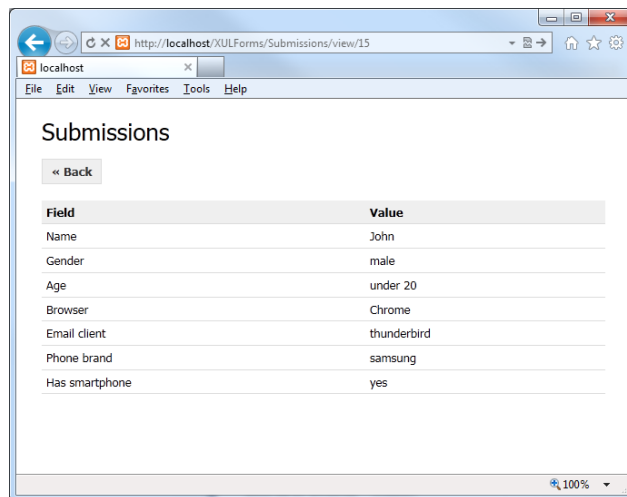 http://localhost/XULForms/Submissions/view/15
localhost
File Edit View Favorites Tools Help
Submissions
« Back
Field Value
Name John
Gender male
Age under 20
Browser Chrome
Email client thunderbird
Phone brand samsung
Has smartphone yes
100%